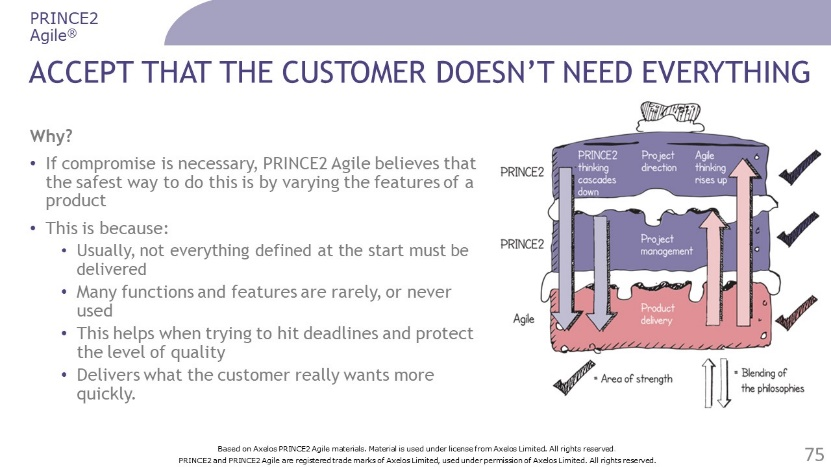 PRINCE2
Agile®
ACCEPT THAT THE CUSTOMER DOESN'T NEED EVERYTHING
Why?
• If compromise is necessary, PRINCE2 Agile believes that
the safest way to do this is by varying the features of a
product
• This is because:
• Usually, not everything defined at the start must be
delivered
• Many functions and features are rarely, or never
used
• This helps when trying to hit deadlines and protect
the level of quality
• Delivers what the customer really wants more
quickly.
PRINCE2
PRINCE2
thinking
cascades
down
Project
direction
Agile
thinking
rises up
PRINCE2
Project
management
Agile
Product
delivery
= Area of strength
= Blending of
the philosophies
Based on Axelos PRINCE2 Agile materials. Material is used under license from Axelos Limited. All rights reserved
PRINCE2 and PRINCE2 Agile are registered trade marks of Axelos Limited, used under permission of Axelos Limited. All rights reserved.
75